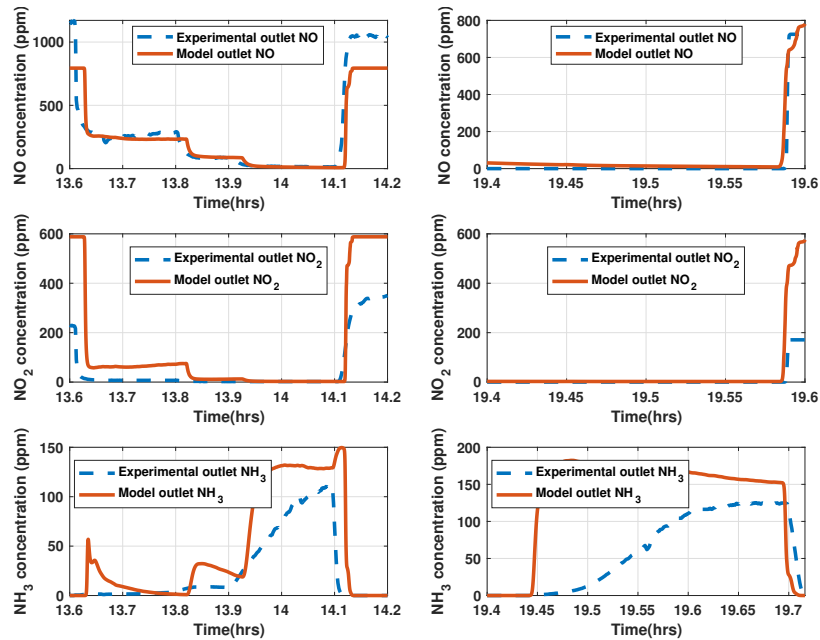 NO concentration (ppm)
1000
500
0
Experimental outlet NO
Model outlet NO
13.6 13.7 13.8 13.9 14 14.1 14.2
Time(hrs)
NO concentration (ppm)
800
600
400
200
0
Experimental outlet NO
Model outlet NO
19.4 19.45 19.5 19.55 19.6
Time(hrs)
NO2 concentration (ppm)
600
400
200
0
Experimental outlet NO2
Model outlet NO2
13.6 13.7 13.8 13.9 14 14.1 14.2
Time(hrs)
NO2 concentration (ppm)
600
400
200
0
Experimental outlet NO2
Model outlet NO2
19.4 19.45 19.5 19.55 19.6
Time(hrs)
NH3 concentration (ppm)
150
100
50
0
Experimental outlet NH3
Model outlet NH3
13.6 13.7 13.8 13.9 14 14.1 14.2
Time(hrs)
NH3 concentration (ppm)
200
150
100
50
0
Experimental outlet NH3
Model outlet NH3
19.4 19.45 19.5 19.55 19.6 19.65 19.7
Time(hrs)